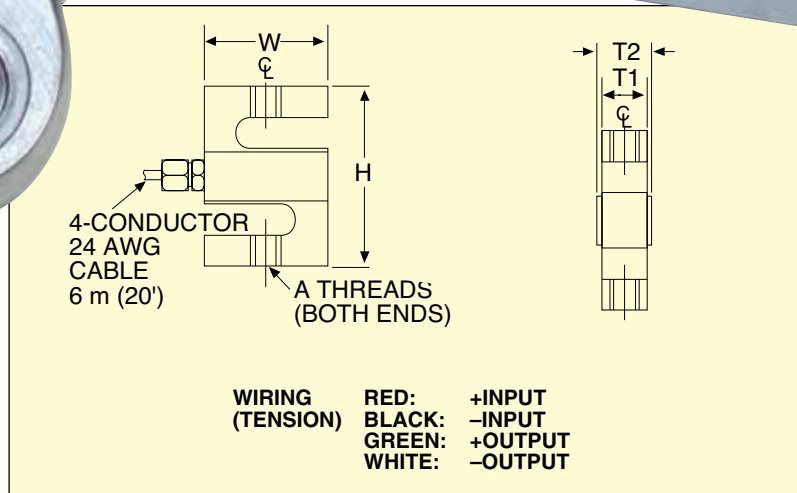 W
℄
T2
T1
℄
H
4-CONDUCTOR
24 AWG
CABLE
6 m (20')
A THREADS
(BOTH ENDS)
WIRING RED: +INPUT
(TENSION) BLACK: –INPUT
GREEN: +OUTPUT
WHITE: –OUTPUT